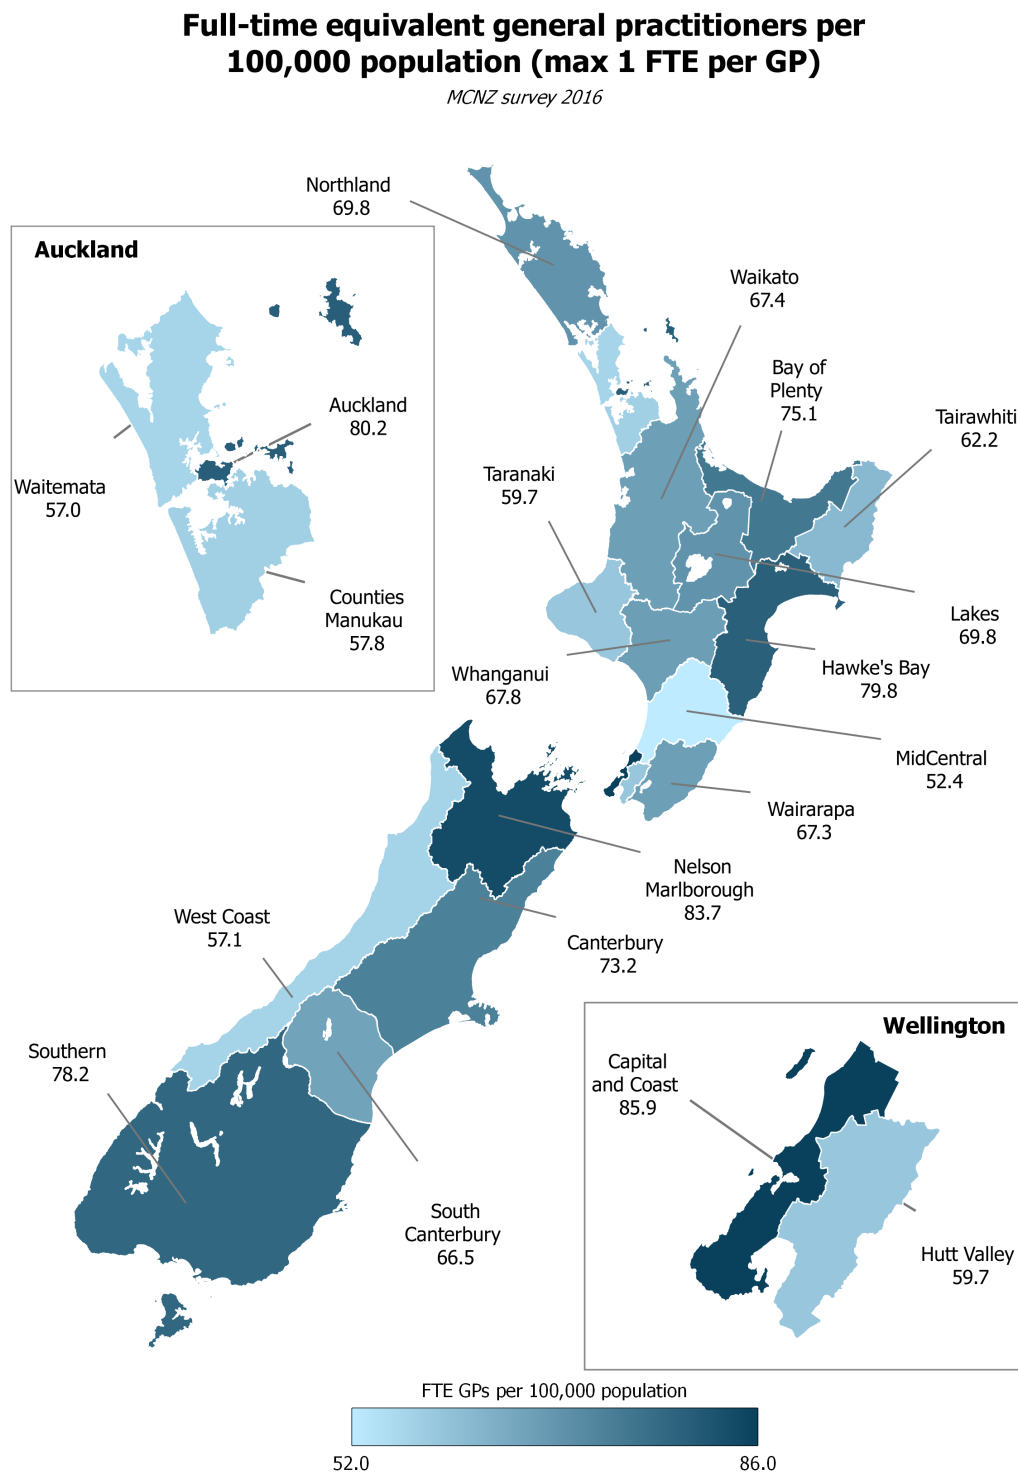 Full-time equivalent general practitioners per
100,000 population (max 1 FTE per GP)
MCNZ survey 2016
Northland
69.8
Auckland
Waikato
67.4
Bay of
Plenty
75.1
Auckland
80.2
Tairawhiti
62.2
Taranaki
59.7
Waitemata
57.0
Counties
Manukau
57.8
Lakes
69.8
Whanganui
67.8
Hawke's Bay
79.8
MidCentral
52.4
Wairarapa
67.3
Nelson
Marlborough
83.7
West Coast
57.1
Canterbury
73.2
Wellington
Southern
78.2
Capital
and Coast
85.9
South
Canterbury
66.5
Hutt Valley
59.7
FTE GPs per 100,000 population
52.0
86.0